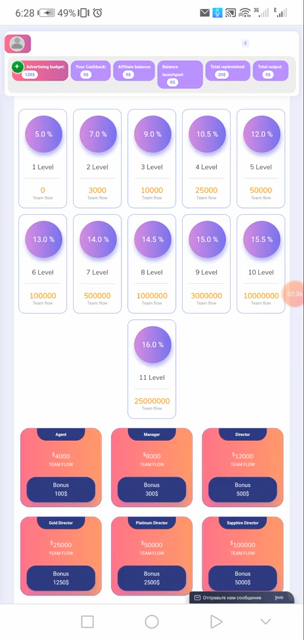 6:28 49%
Advertising budget: Your Cashback: Affiliate balance: Balance Total replenished: Total output:
5.0 % 7.0 % 9.0 % 10.5 % 12.0 %
1 Level 2 Level 3 Level 4 Level 5 Level
0 3000 10000 25000 50000
Team flow Team flow Team flow Team flow Team flow
13.0 % 14.0 % 14.5 % 15.0 % 15.5 %
6 Level 7 Level 8 Level 9 Level 10 Level
100000 500000 1000000 3000000 10000000
Team flow Team flow Team flow Team flow Team flow
16.0 %
11 Level
25000000
Team flow
Agent Manager Director
$4000 $8000 $12000
TEAM FLOW TEAM FLOW TEAM FLOW
Bonus Bonus Bonus
100$ 300$ 500$
Gold Director Platinum Director Sapphire Director
$25000 $50000 $100000
TEAM FLOW TEAM FLOW TEAM FLOW
Bonus Bonus Bonus
1250$ 2500$ 5000$
Отправьте нам сообщение